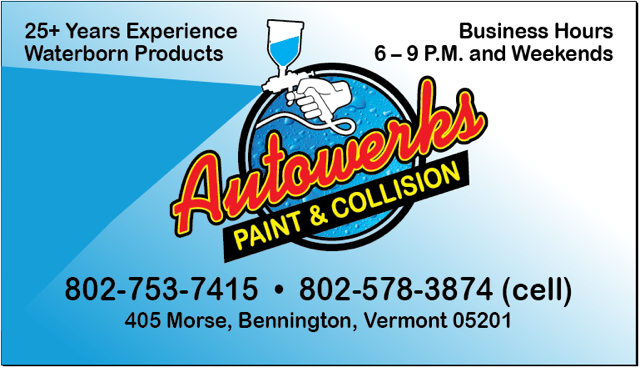 25+ Years Experience
Waterborn Products
Business Hours
6 – 9 P.M. and Weekends
Autowerks
PAINT & COLLISION
802-753-7415 • 802-578-3874 (cell)
405 Morse, Bennington, Vermont 05201